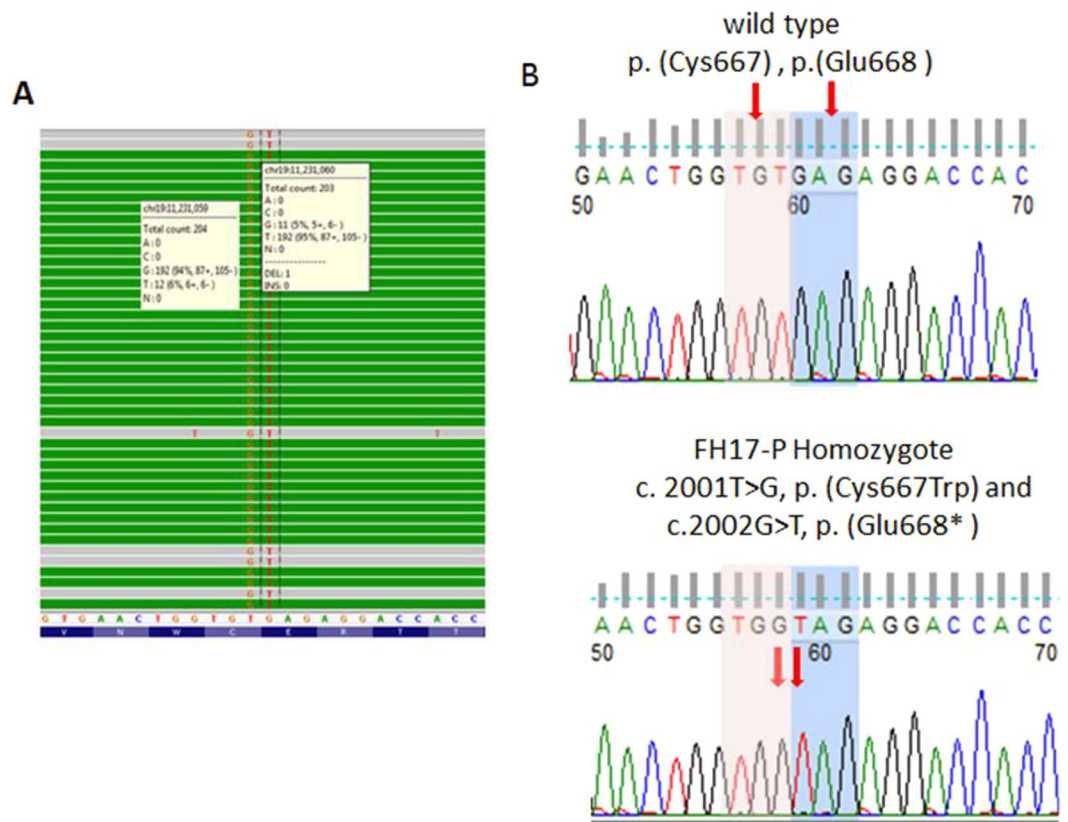 A
G T
chr19:11,231,059
Total count: 204
A : 0
C : 0
G : 192 (94%, 87+, 105-)
T : 12 (6%, 6+, 6-)
N : 0
chr19:11,231,060
Total count: 203
A : 0
C : 0
G : 11 (5%, 5+, 6-)
T : 192 (95%, 87+, 105-)
N : 0
---------------
DEL: 1
INS: 0
T G T T
G T G A A C T G G T G T G A G A G G A C C A C C
V N W C E R T T
B
wild type
p. (Cys667) , p.(Glu668 )
G A A C T G G T G T G A G A G G A C C A C
50 60 70
FH17-P Homozygote
c. 2001T>G, p. (Cys667Trp) and
c.2002G>T, p. (Glu668* )
A A C T G G T G G T A G A G G A C C A C C
50 60 70